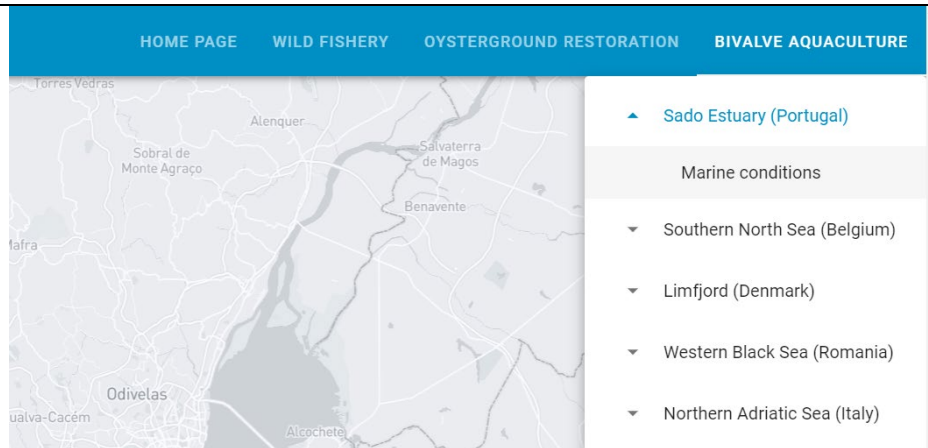 HOME PAGE WILD FISHERY OYSTERGROUND RESTORATION BIVALVE AQUACULTURE
Torres Vedras
Alenquer
Sobral de
Monte Agraço
Salvaterra
de Magos
Benavente
Mafra
Odivelas
Alcochete
Sado Estuary (Portugal)
Marine conditions
Southern North Sea (Belgium)
Limfjord (Denmark)
Western Black Sea (Romania)
Northern Adriatic Sea (Italy)